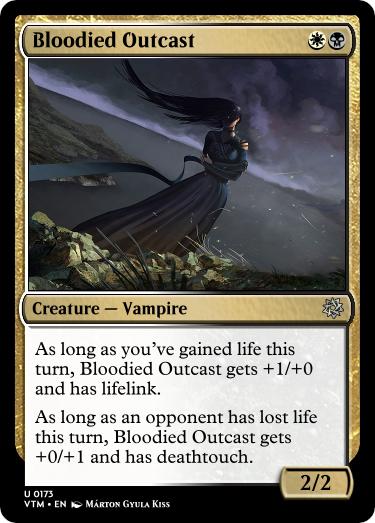 Bloodied Outcast
Creature — Vampire
As long as you've gained life this
turn, Bloodied Outcast gets +1/+0
and has lifelink.
As long as an opponent has lost life
this turn, Bloodied Outcast gets
+0/+1 and has deathtouch.
2/2
U 0173
VTM • EN Márton Gyula Kiss